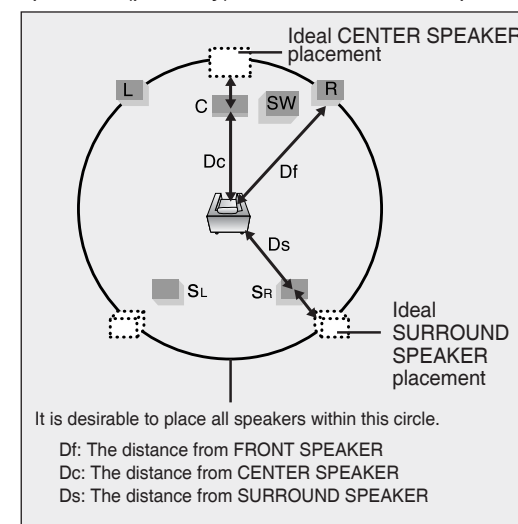 Ideal CENTER SPEAKER
placement
L
R
C
SW
Dc
Df
Ds
SL
SR
Ideal
SURROUND
SPEAKER
placement
It is desirable to place all speakers within this circle.
Df: The distance from FRONT SPEAKER
Dc: The distance from CENTER SPEAKER
Ds: The distance from SURROUND SPEAKER